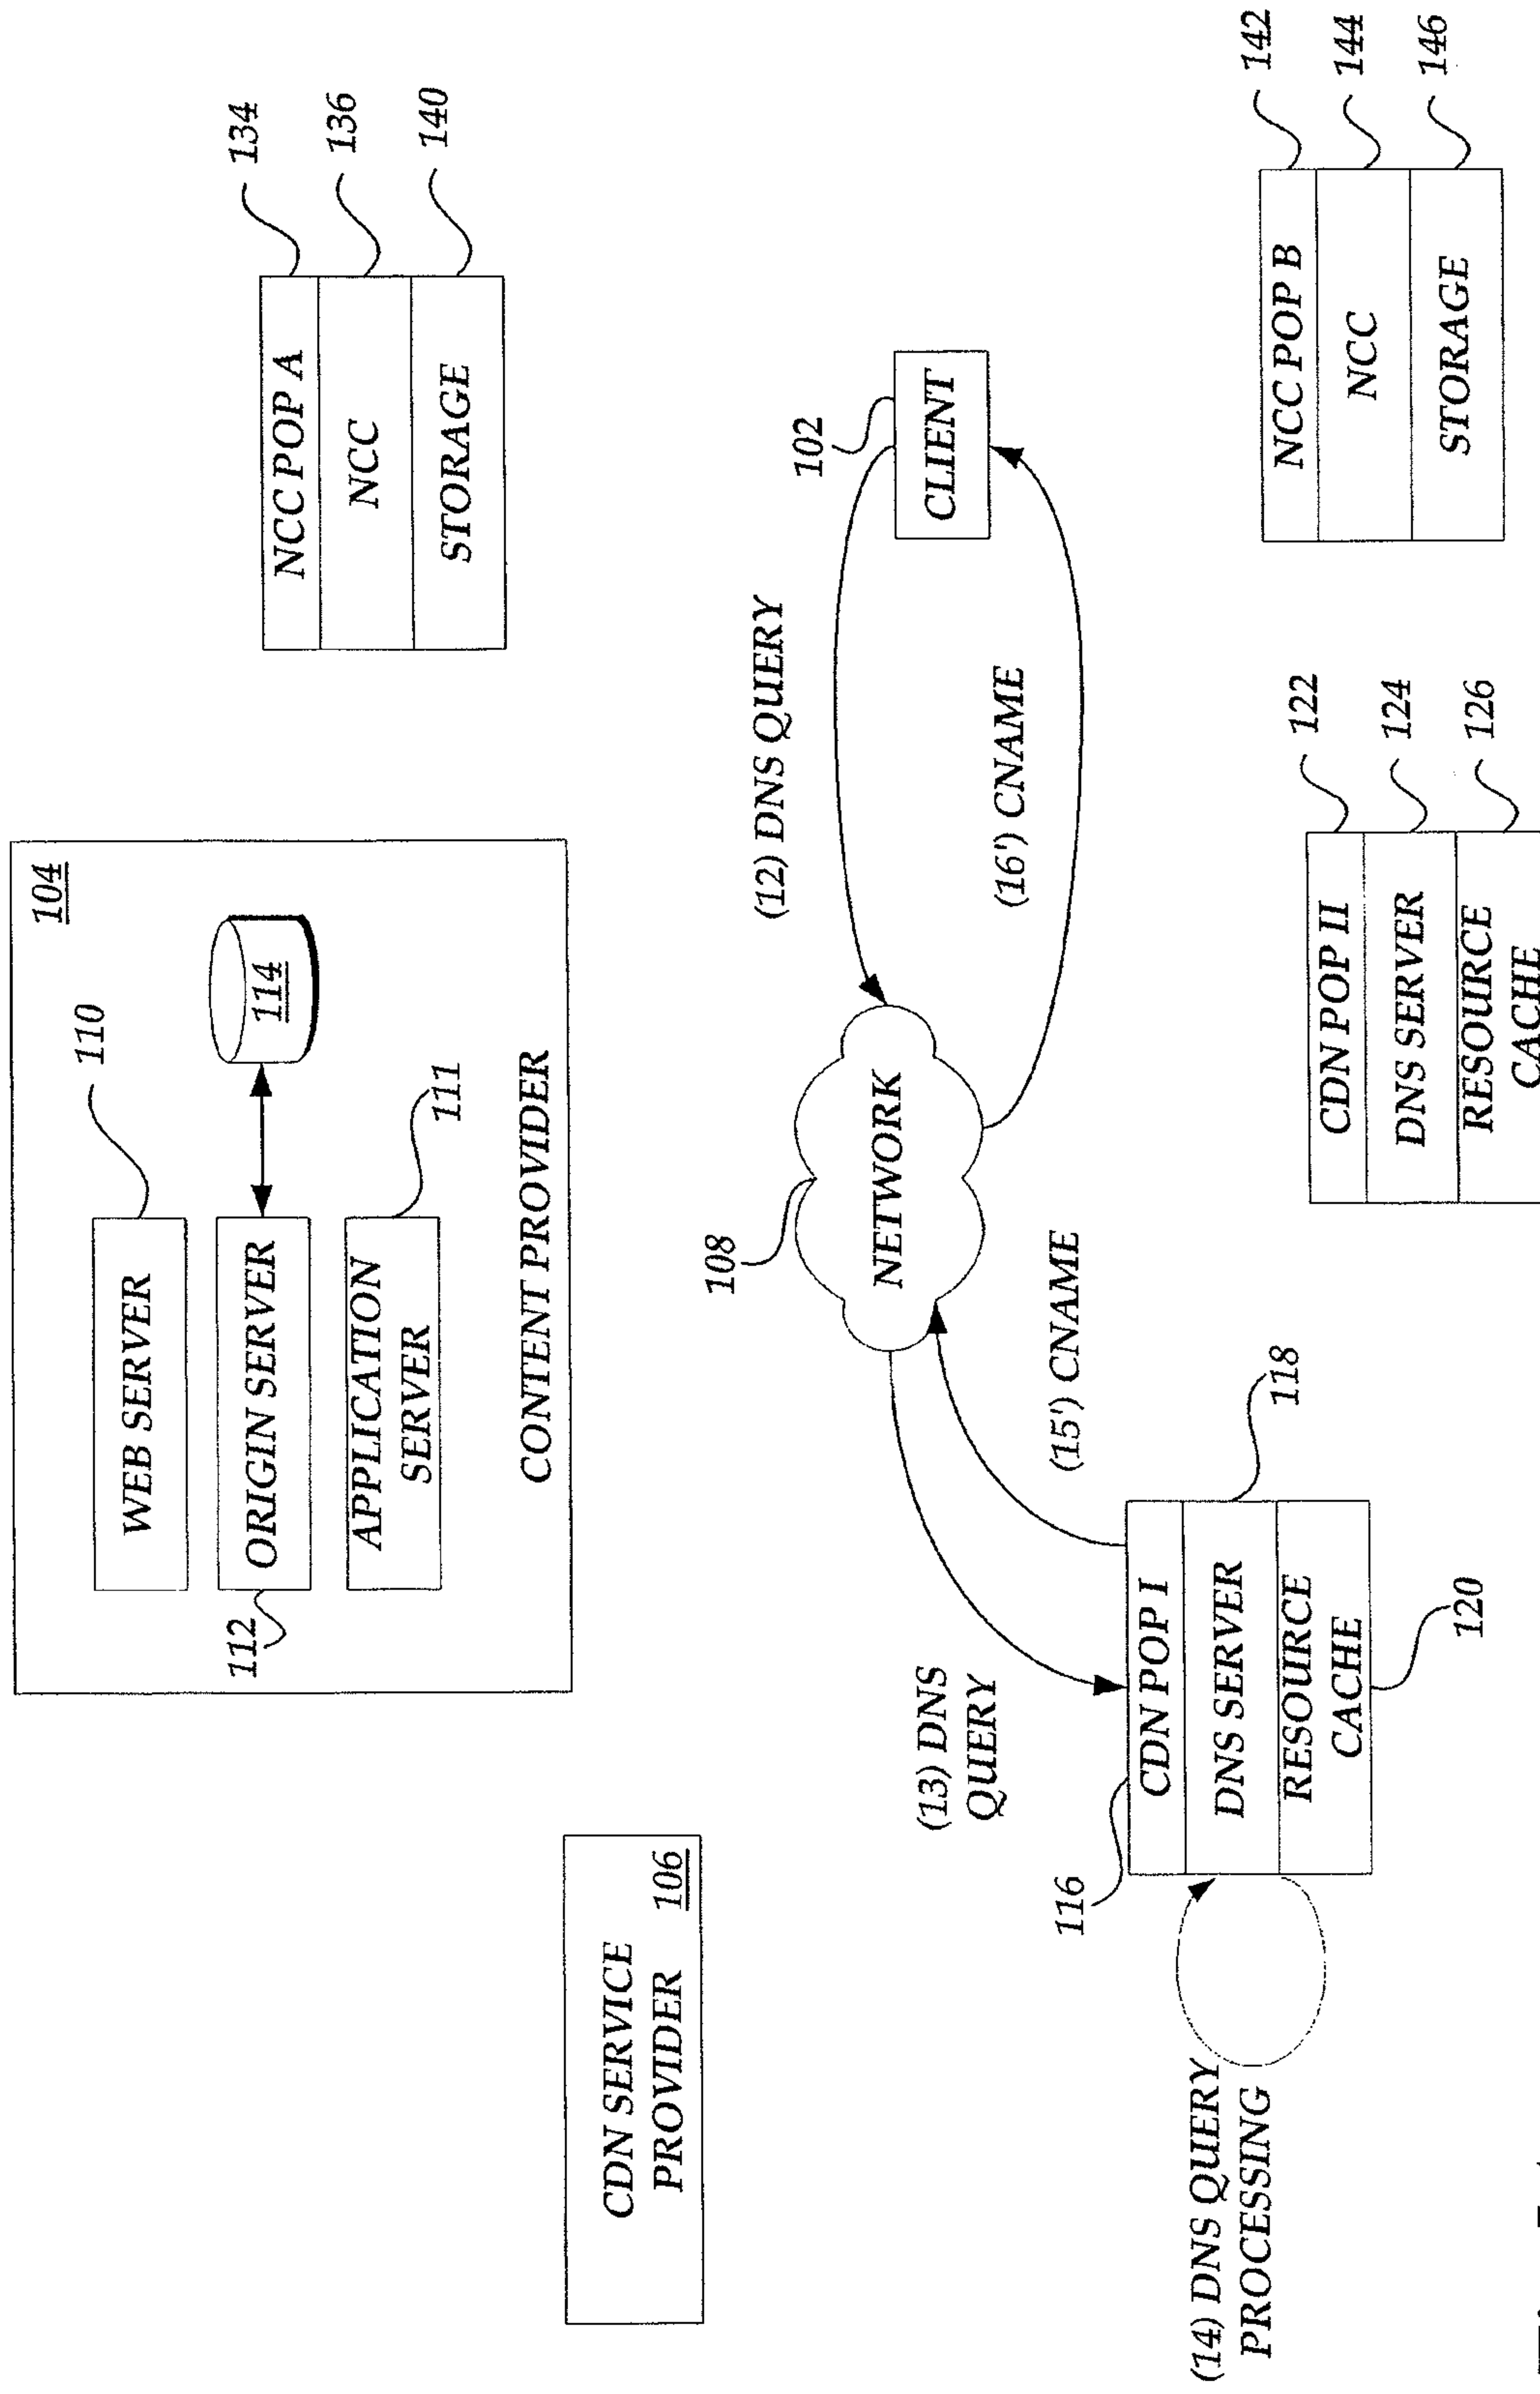 104
110
WEB SERVER
114
ORIGIN SERVER
112
111
APPLICATION
SERVER
CONTENT PROVIDER
134
NCC POP A
136
NCC
140
STORAGE
CDN SERVICE
PROVIDER 106
(12) DNS QUERY
102
CLIENT
108
NETWORK
(16') CNAME
(13) DNS
QUERY
(15') CNAME
116
CDN POP I
118
DNS SERVER
RESOURCE
CACHE
120
(14) DNS QUERY
PROCESSING
122
CDN POP II
124
DNS SERVER
126
RESOURCE
CACHE
142
NCC POP B
144
NCC
146
STORAGE